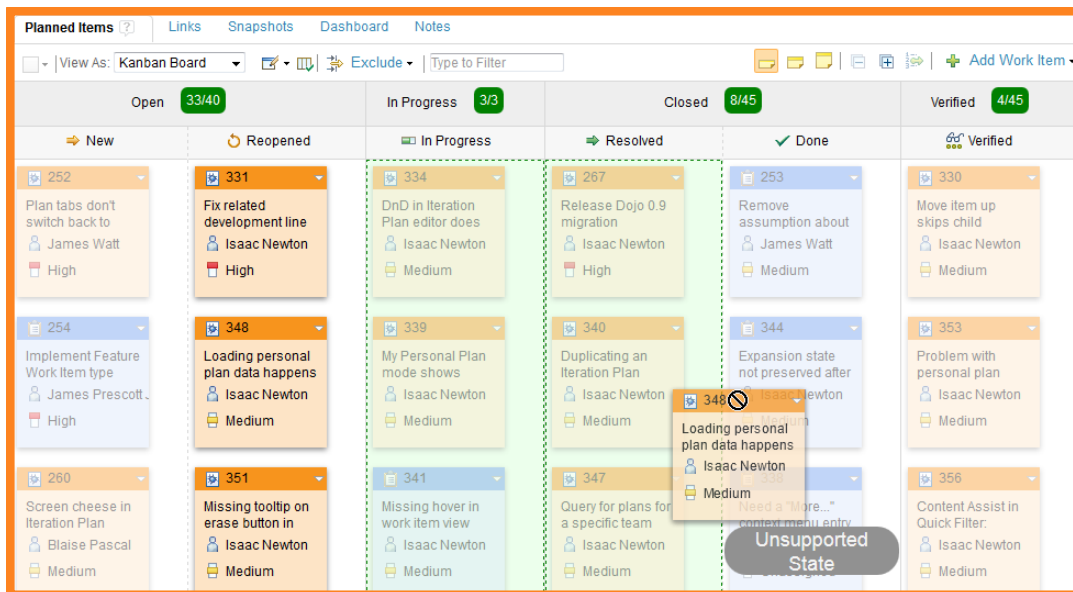 Planned Items ? Links Snapshots Dashboard Notes
View As: Kanban Board Exclude Type to Filter Add Work Item
Open 33/40 In Progress 3/3 Closed 8/45 Verified 4/45
New Reopened In Progress Resolved Done Verified
252 331 334 267 253 330
Plan tabs don't Fix related DnD in Iteration Release Dojo 0.9 Remove Move item up
switch back to development line Plan editor does migration assumption about skips child
James Watt Isaac Newton Isaac Newton Isaac Newton James Watt Isaac Newton
High High Medium High Medium Medium
254 348 339 340 344 353
Implement Feature Loading personal My Personal Plan Duplicating an Expansion state Problem with
Work Item type plan data happens mode shows Iteration Plan not preserved after personal plan
James Prescott Isaac Newton Isaac Newton Isaac Newton Isaac Newton Isaac Newton
High Medium Medium Medium Medium Medium
348
Loading personal
plan data happens
Isaac Newton
Medium
260 351 341 347 356
Screen cheese in Missing tooltip on Missing hover in Query for plans for Need a "More..." Content Assist in
Iteration Plan erase button in work item view a specific team context menu entry Quick Filter:
Blaise Pascal Isaac Newton Isaac Newton Isaac Newton Isaac Newton
Medium Medium Medium Medium Unassigned Medium
Unsupported
State